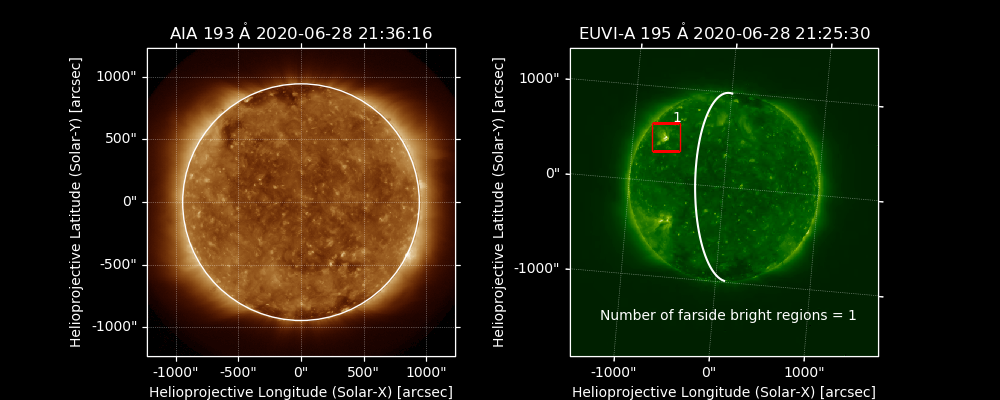 AIA 193 Å 2020-06-28 21:36:16
1000"
500"
0"
-500"
-1000"
-1000"
-500"
0"
500"
1000"
Helioprojective Longitude (Solar-X) [arcsec]
Helioprojective Latitude (Solar-Y) [arcsec]
EUVI-A 195 Å 2020-06-28 21:25:30
1000"
0"
-1000"
1
Number of farside bright regions = 1
-1000"
0"
1000"
Helioprojective Longitude (Solar-X) [arcsec]
Helioprojective Latitude (Solar-Y) [arcsec]